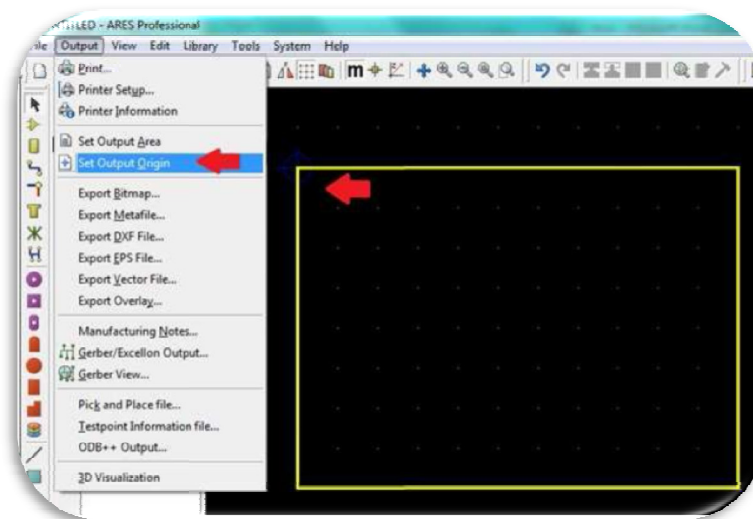 UNTITLED - ARES Professional
File Output View Edit Library Tools System Help
m
Print...
Printer Setup...
Printer Information
Set Output Area
Set Output Origin
Export Bitmap...
Export Metafile...
Export DXF File...
Export EPS File...
Export Vector File...
Export Overlay...
Manufacturing Notes...
Gerber/Excellon Output...
Gerber View...
Pick and Place file...
Testpoint Information file...
ODB++ Output...
3D Visualization